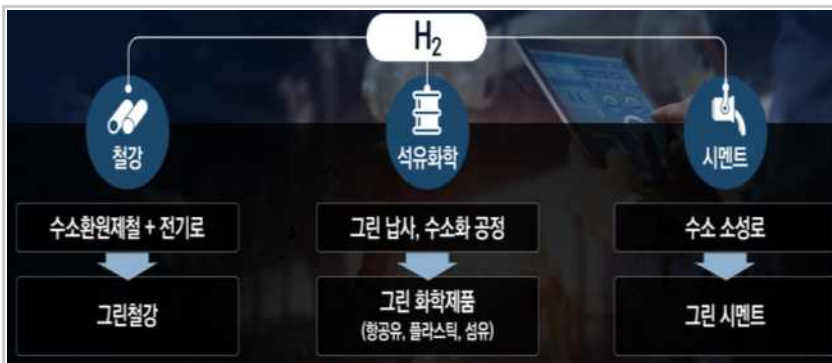 H₂
철강
석유화학
시멘트
수소환원제철 + 전기로
그린 납사, 수소화 공정
수소 소성로
그린철강
그린 화학제품
(항공유, 플라스틱, 섬유)
그린 시멘트